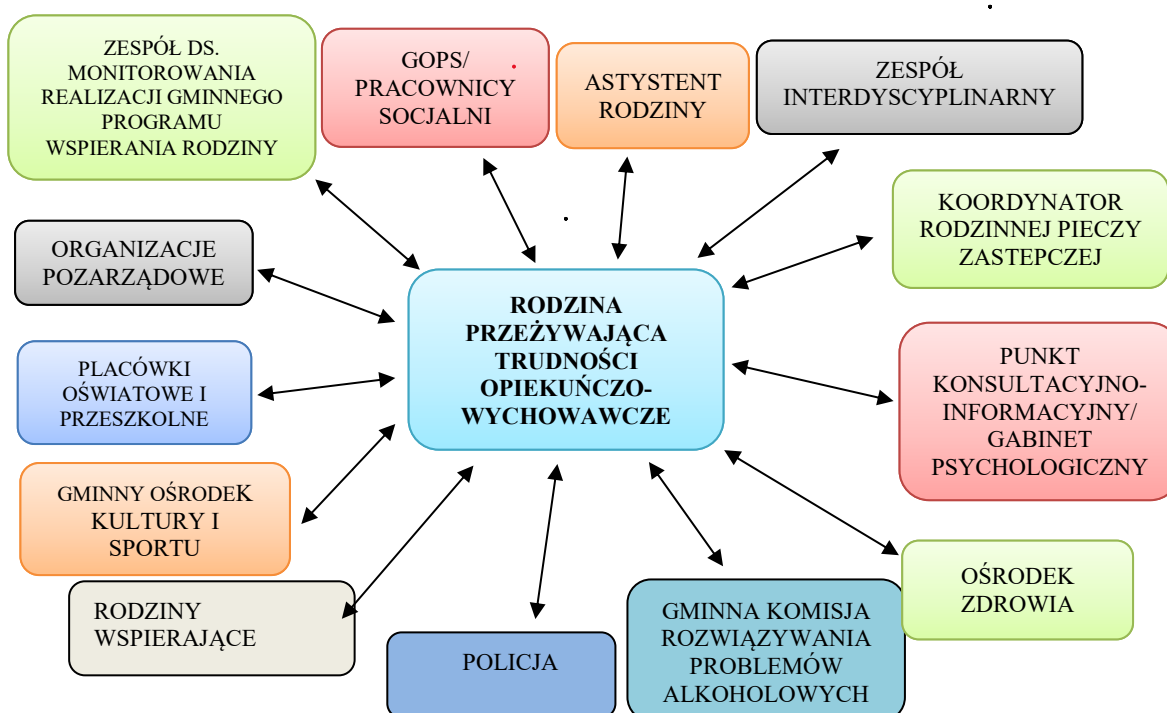 ZESPÓŁ DS.
MONITOROWANIA
REALIZACJI GMINNEGO
PROGRAMU
WSPIERANIA RODZINY
GOPS/
PRACOWNICY
SOCJALNI
ASTYSTENT
RODZINY
ZESPÓŁ
INTERDYSCYPLINARNY
KOORDYNATOR
RODZINNEJ PIECZY
ZASTEPCZEJ
ORGANIZACJE
POZARZĄDOWE
RODZINA
PRZEŻYWAJĄCA
TRUDNOŚCI
OPIEKUŃCZO-
WYCHOWAWCZE
PLACÓWKI
OŚWIATOWE I
PRZESZKOLNE
PUNKT
KONSULTACYJNO-
INFORMACYJNY/
GABINET
PSYCHOLOGICZNY
GMINNY OŚRODEK
KULTURY I
SPORTU
OŚRODEK
ZDROWIA
RODZINY
WSPIERAJĄCE
POLICJA
GMINNA KOMISJA
ROZWIĄZYWANIA
PROBLEMÓW
ALKOHOLOWYCH